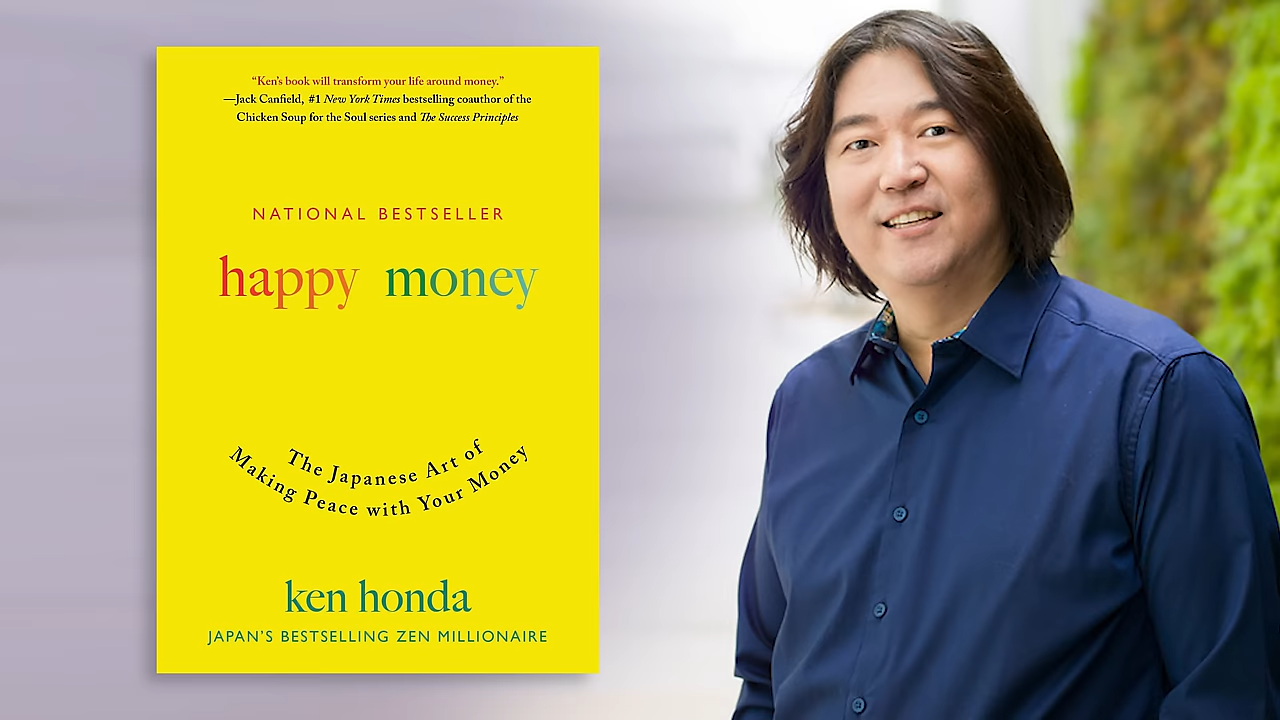 “Ken’s book will transform your life around money.”
—Jack Canfield, #1 New York Times bestselling coauthor of the
Chicken Soup for the Soul series and The Success Principles
NATIONAL BESTSELLER
happy money
The Japanese Art of
Making Peace with Your Money
ken honda
JAPAN’S BESTSELLING ZEN MILLIONAIRE